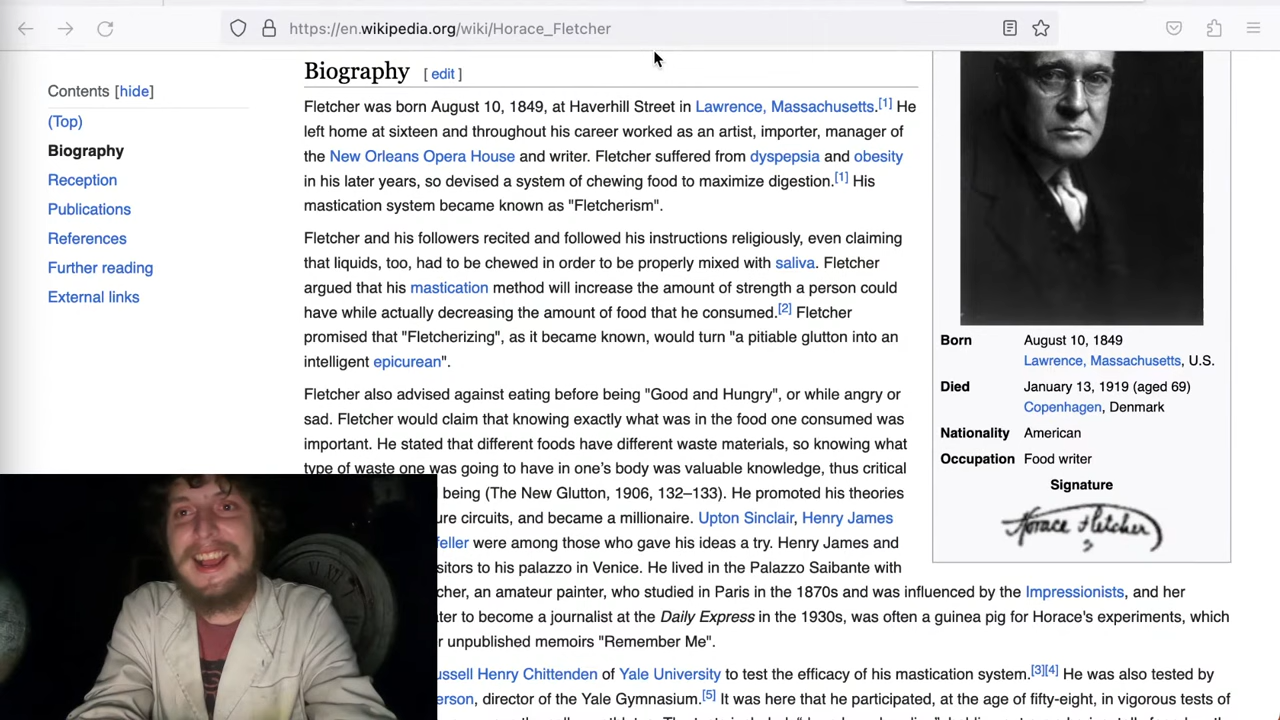 https://en.wikipedia.org/wiki/Horace_Fletcher
Contents [hide]
(Top)
Biography
Reception
Publications
References
Further reading
External links
Biography [ edit ]
Fletcher was born August 10, 1849, at Haverhill Street in Lawrence, Massachusetts.[1] He
left home at sixteen and throughout his career worked as an artist, importer, manager of
the New Orleans Opera House and writer. Fletcher suffered from dyspepsia and obesity
in his later years, so devised a system of chewing food to maximize digestion.[1] His
mastication system became known as "Fletcherism".
Fletcher and his followers recited and followed his instructions religiously, even claiming
that liquids, too, had to be chewed in order to be properly mixed with saliva. Fletcher
argued that his mastication method will increase the amount of strength a person could
have while actually decreasing the amount of food that he consumed.[2] Fletcher
promised that "Fletcherizing", as it became known, would turn "a pitiable glutton into an
intelligent epicurean".
Fletcher also advised against eating before being "Good and Hungry", or while angry or
sad. Fletcher would claim that knowing exactly what was in the food one consumed was
important. He stated that different foods have different waste materials, so knowing what
type of waste one was going to have in one's body was valuable knowledge, thus critical
being (The New Glutton, 1906, 132–133). He promoted his theories
ure circuits, and became a millionaire. Upton Sinclair, Henry James
feller were among those who gave his ideas a try. Henry James and
sitors to his palazzo in Venice. He lived in the Palazzo Saibante with
cher, an amateur painter, who studied in Paris in the 1870s and was influenced by the Impressionists, and her
ter to become a journalist at the Daily Express in the 1930s, was often a guinea pig for Horace's experiments, which
r unpublished memoirs "Remember Me".
ussell Henry Chittenden of Yale University to test the efficacy of his mastication system.[3][4] He was also tested by
erson, director of the Yale Gymnasium.[5] It was here that he participated, at the age of fifty-eight, in vigorous tests of
Born August 10, 1849
Lawrence, Massachusetts, U.S.
Died January 13, 1919 (aged 69)
Copenhagen, Denmark
Nationality American
Occupation Food writer
Signature
Horace Fletcher